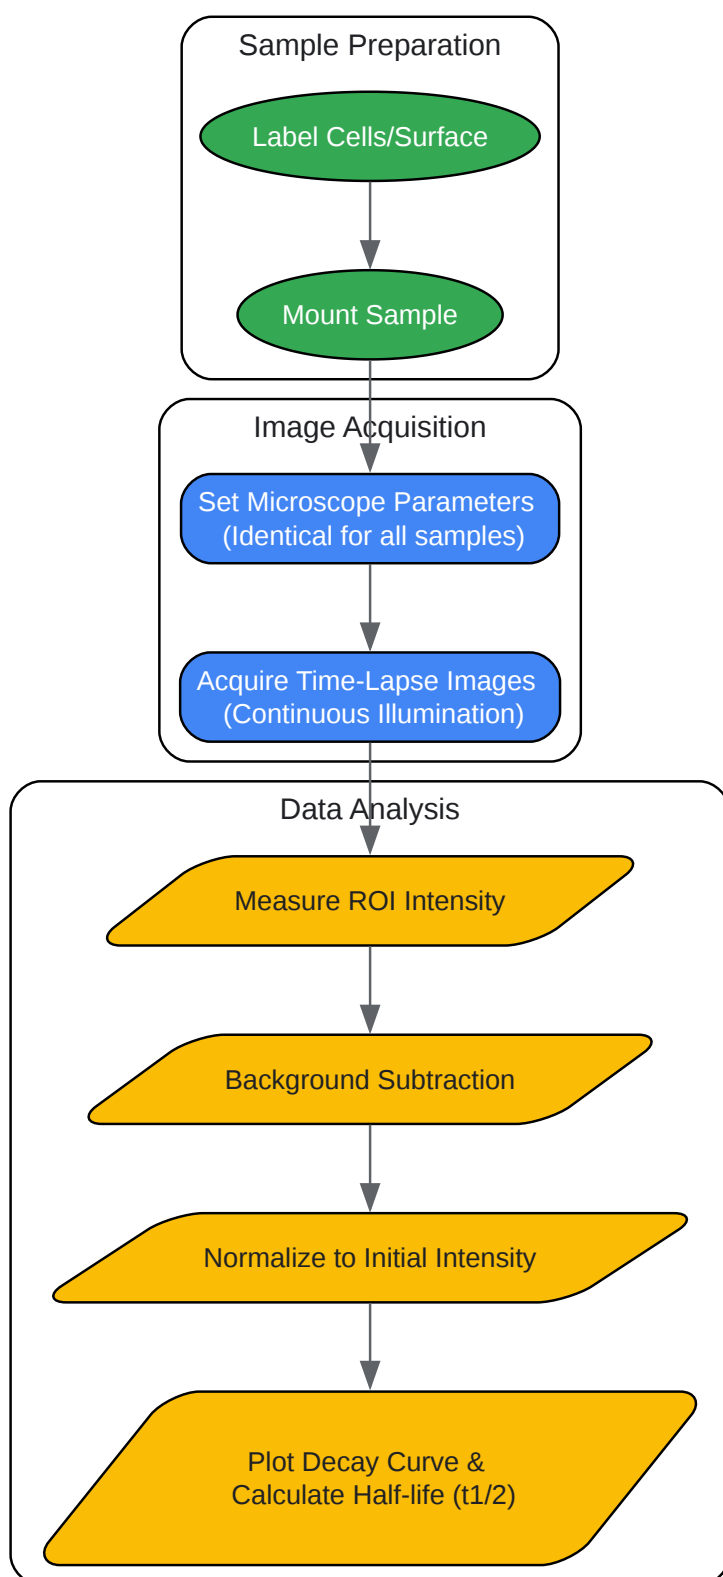 Sample Preparation
Label Cells/Surface
Mount Sample
Image Acquisition
Set Microscope Parameters
(Identical for all samples)
Acquire Time-Lapse Images
(Continuous Illumination)
Data Analysis
Measure ROI Intensity
Background Subtraction
Normalize to Initial Intensity
Plot Decay Curve &
Calculate Half-life (t1/2)